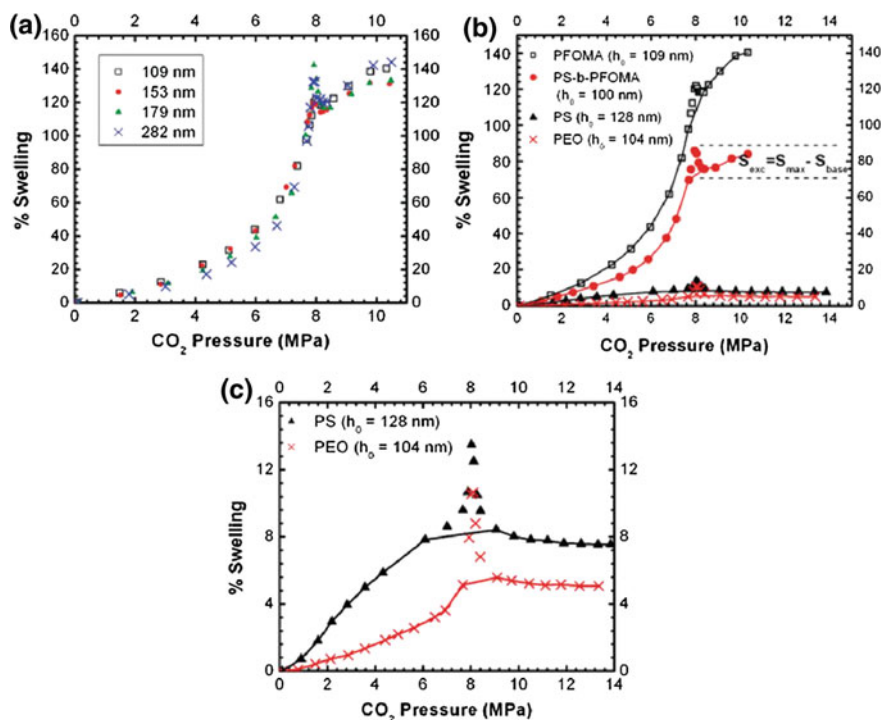 (a)
0 2 4 6 8 10
160 160
140 140
120 120
100 100
80 80
60 60
40 40
20 20
0 0
% Swelling
109 nm
153 nm
179 nm
282 nm
0 2 4 6 8 10
CO₂ Pressure (MPa)
(b)
0 2 4 6 8 10 12 14
140 140
120 120
100 100
80 80
60 60
40 40
20 20
0 0
% Swelling
PFOMA (h₀ = 109 nm)
PS-b-PFOMA
(h₀ = 100 nm)
PS (h₀ = 128 nm)
PEO (h₀ = 104 nm)
S_exc = S_max - S_base
0 2 4 6 8 10 12 14
CO₂ Pressure (MPa)
(c)
0 2 4 6 8 10 12 14
16 16
12 12
8 8
4 4
0 0
% Swelling
PS (h₀ = 128 nm)
PEO (h₀ = 104 nm)
0 2 4 6 8 10 12 14
CO₂ Pressure (MPa)